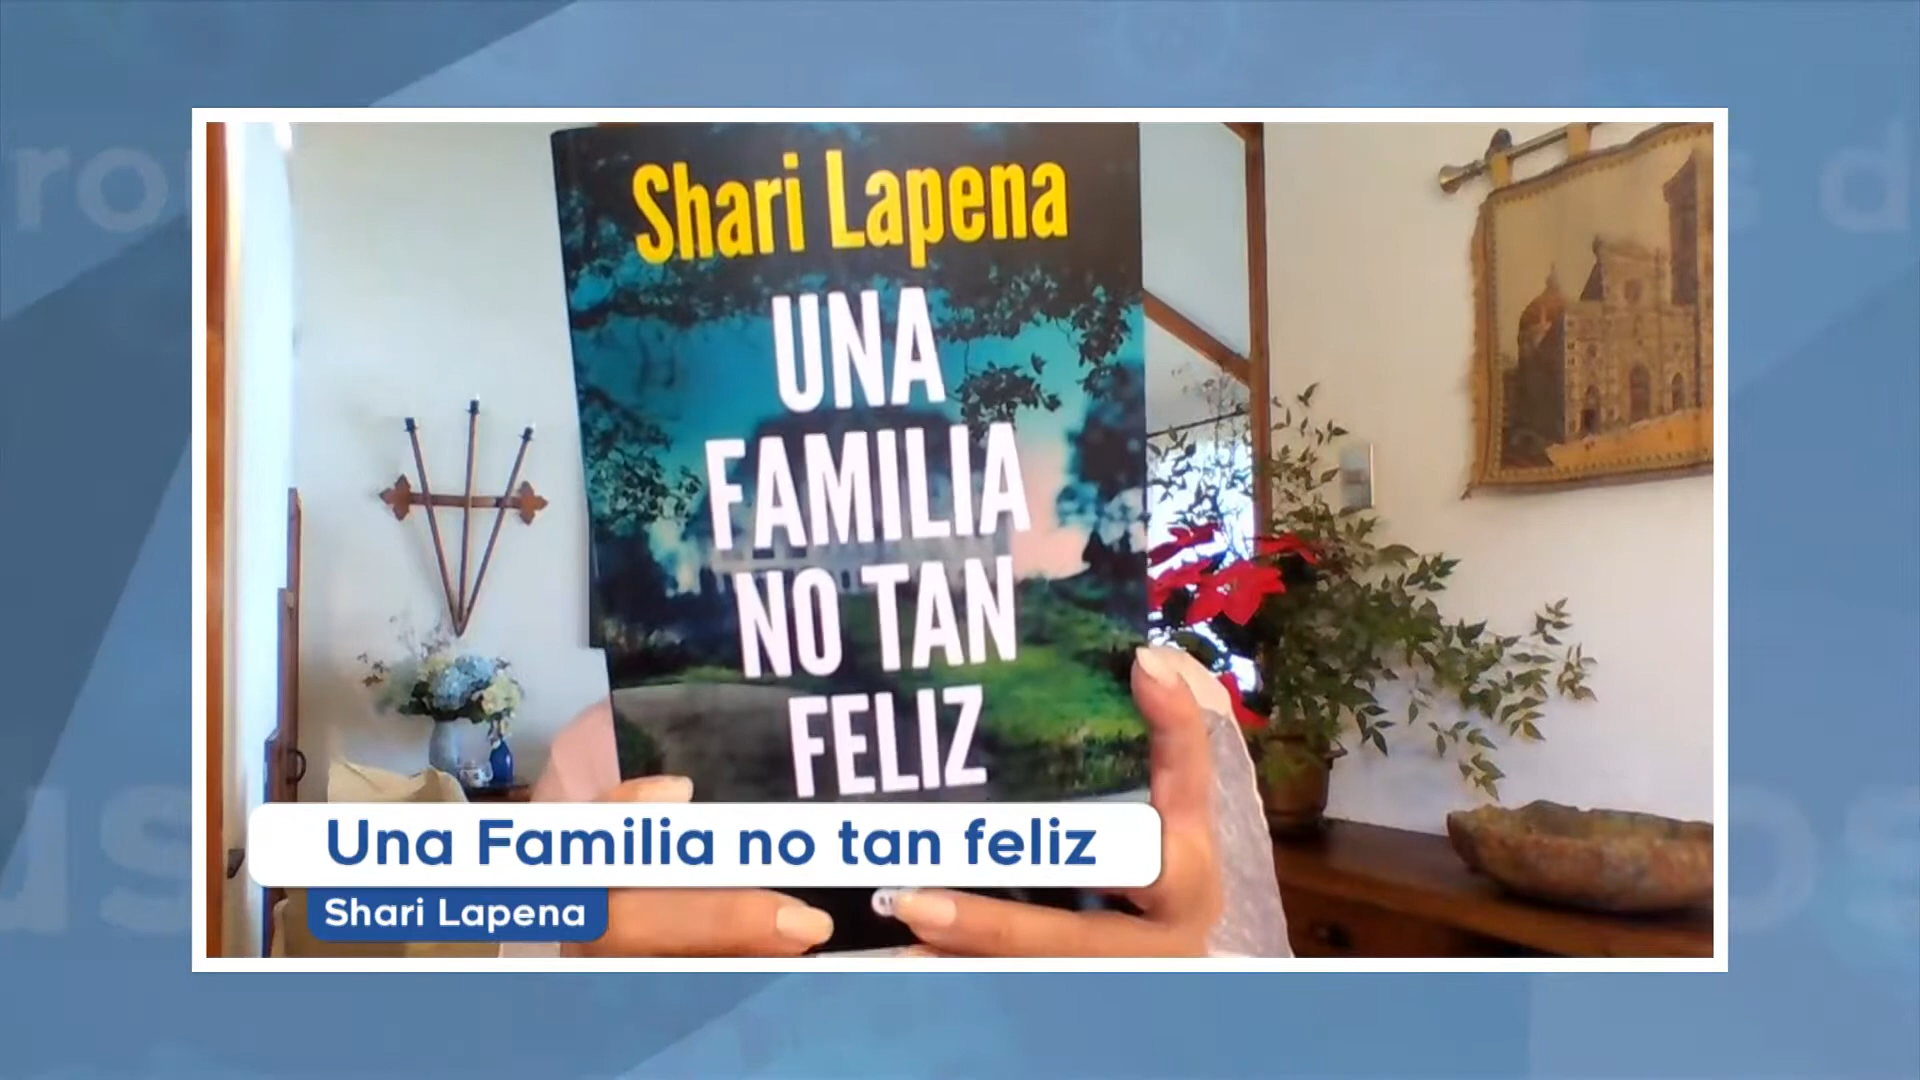 Shari Lapena
UNA
FAMILIA
NO TAN
FELIZ
Una Familia no tan feliz
Shari Lapena